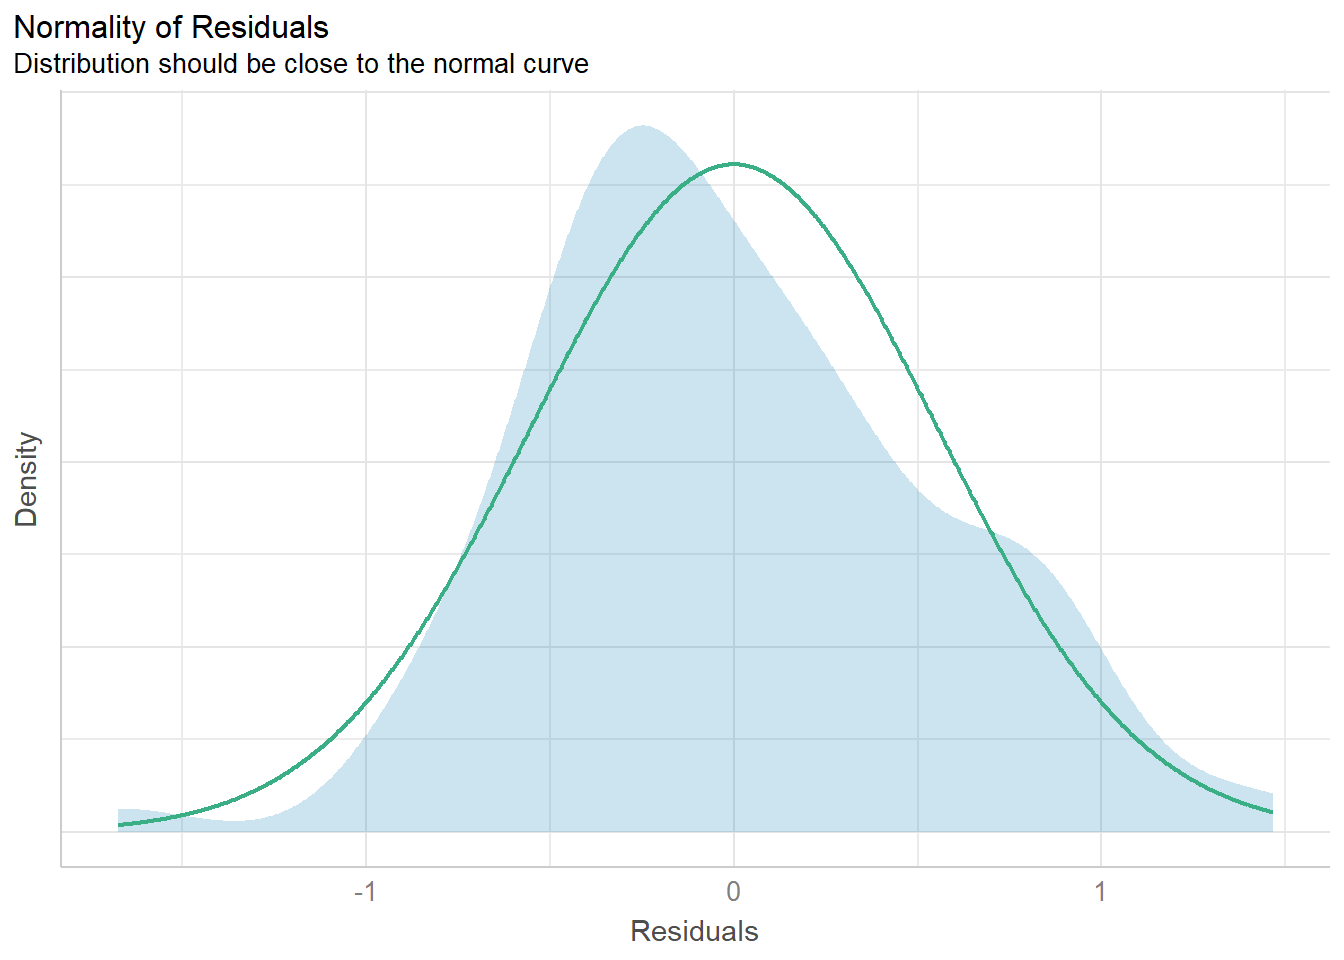 Normality of Residuals
Distribution should be close to the normal curve
Density
-1
0
1
Residuals